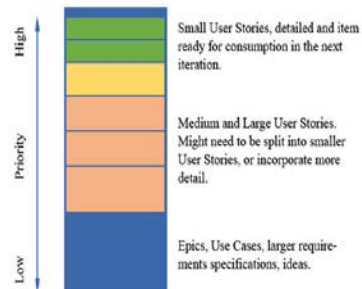 High
Priority
Low
Small User Stories, detailed and item
ready for consumption in the next
iteration.
Medium and Large User Stories.
Might need to be split into smaller
User Stories, or incorporate more
detail.
Epics, Use Cases, larger require-
ments specifications, ideas.